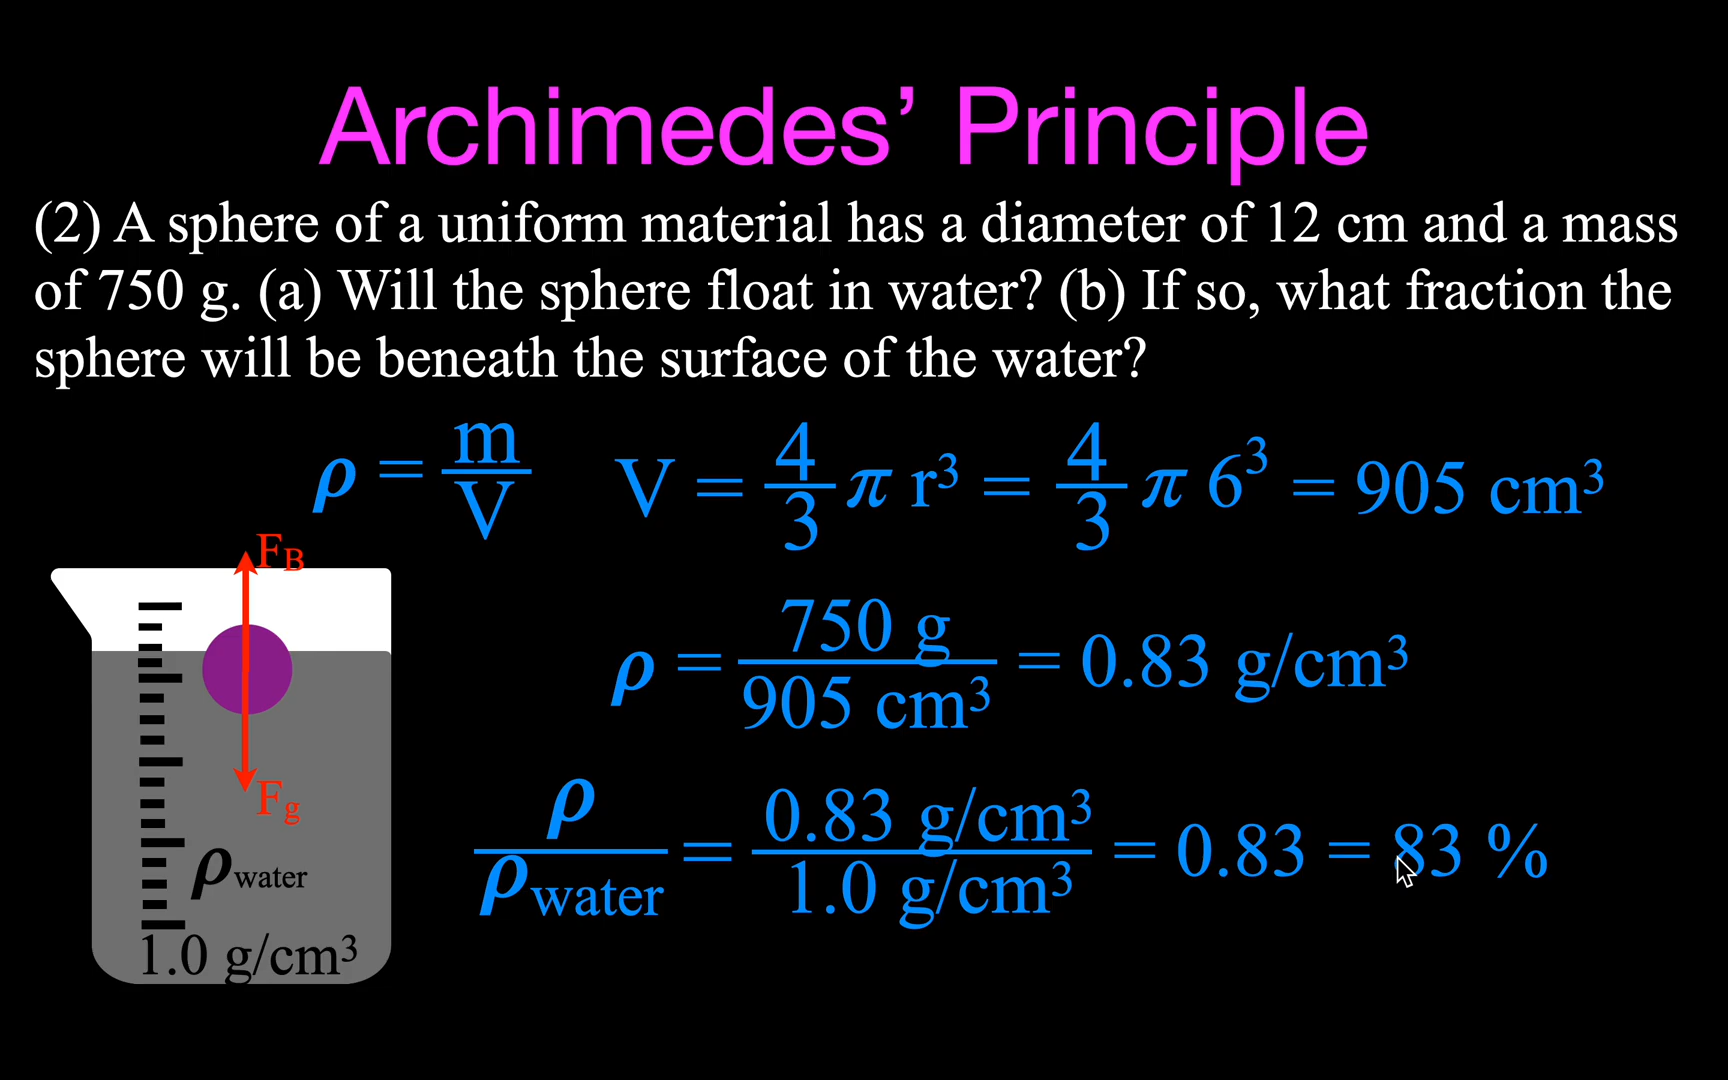 Archimedes’ Principle
(2) A sphere of a uniform material has a diameter of 12 cm and a mass
of 750 g. (a) Will the sphere float in water? (b) If so, what fraction the
sphere will be beneath the surface of the water?
ρ = m/V
V = 4/3 π r³ = 4/3 π 6³ = 905 cm³
F_B
ρ = 750 g / 905 cm³ = 0.83 g/cm³
F_g
ρ/ρ_water = 0.83 g/cm³ / 1.0 g/cm³ = 0.83 = 83 %
ρ_water
1.0 g/cm³